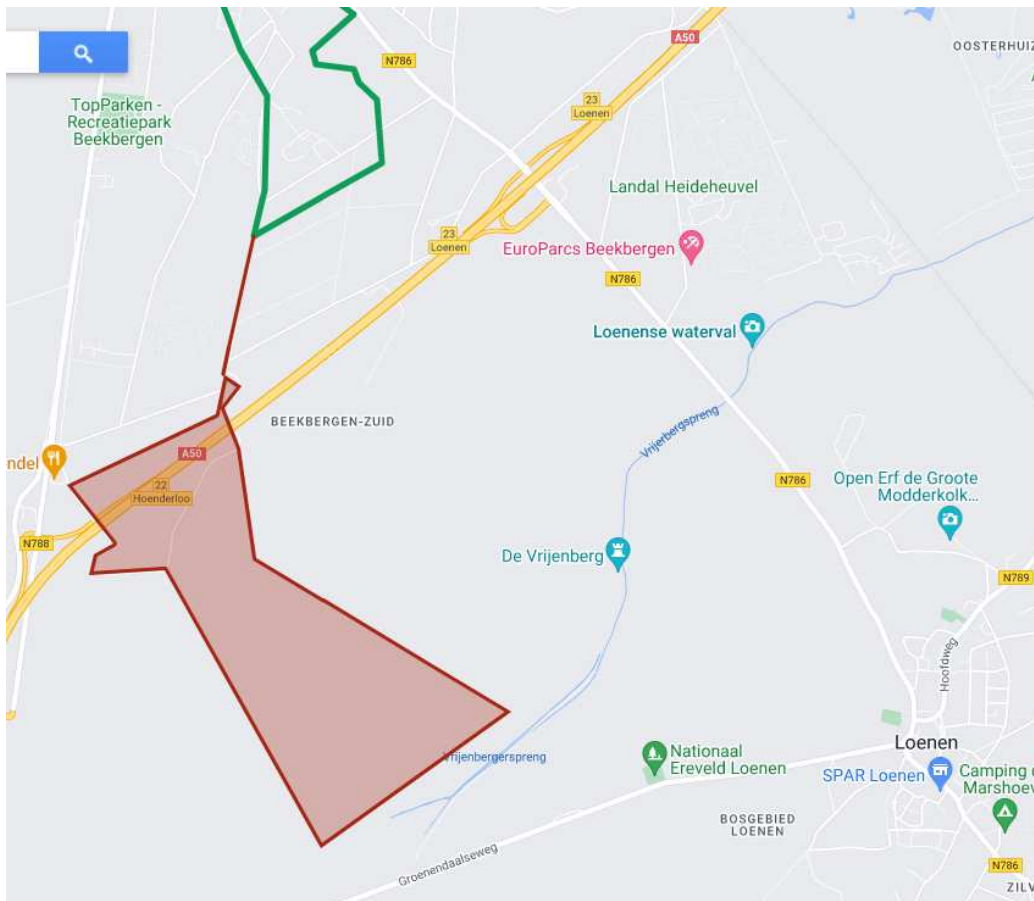 A50
N786
OOSTERHUIZ
TopParken -
Recreatiepark
Beekbergen
23
Loenen
Landal Heideheuvel
23
Loenen
EuroParcs Beekbergen
N786
Loenense waterval
BEEKBERGEN-ZUID
Vrijenbergspreng
A50
ndel
22
Hoenderloo
N786
Open Erf de Groote
Modderkolk...
N788
De Vrijenberg
N789
Hoofdweg
Loenen
Nationaal
Ereveld Loenen
Vrijenbergerspreng
SPAR Loenen
Camping d
Marshoev
BOSGEBIED
LOENEN
Groenendaalseweg
N786
ZILV